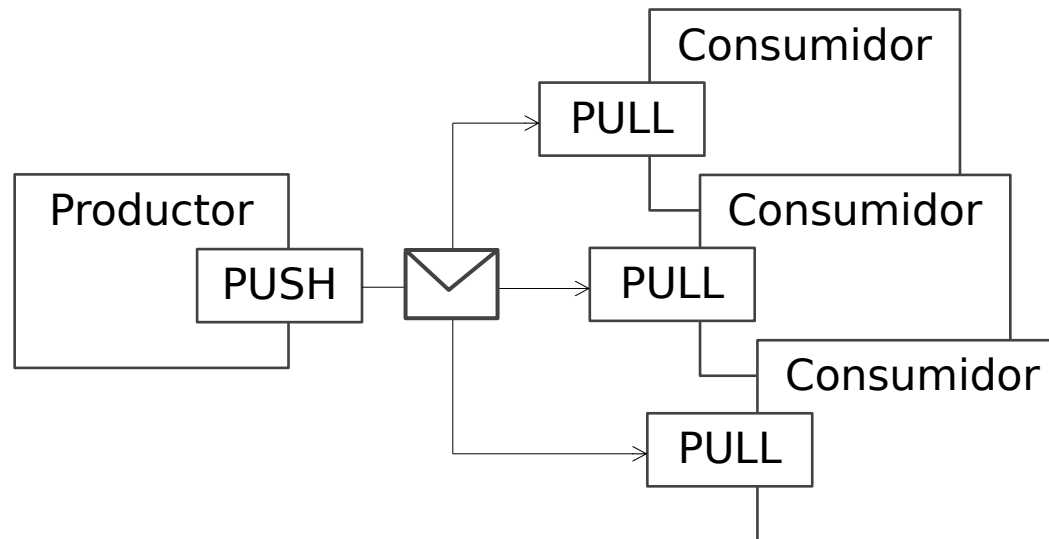 Productor
PUSH
Consumidor
PULL
Consumidor
PULL
Consumidor
PULL